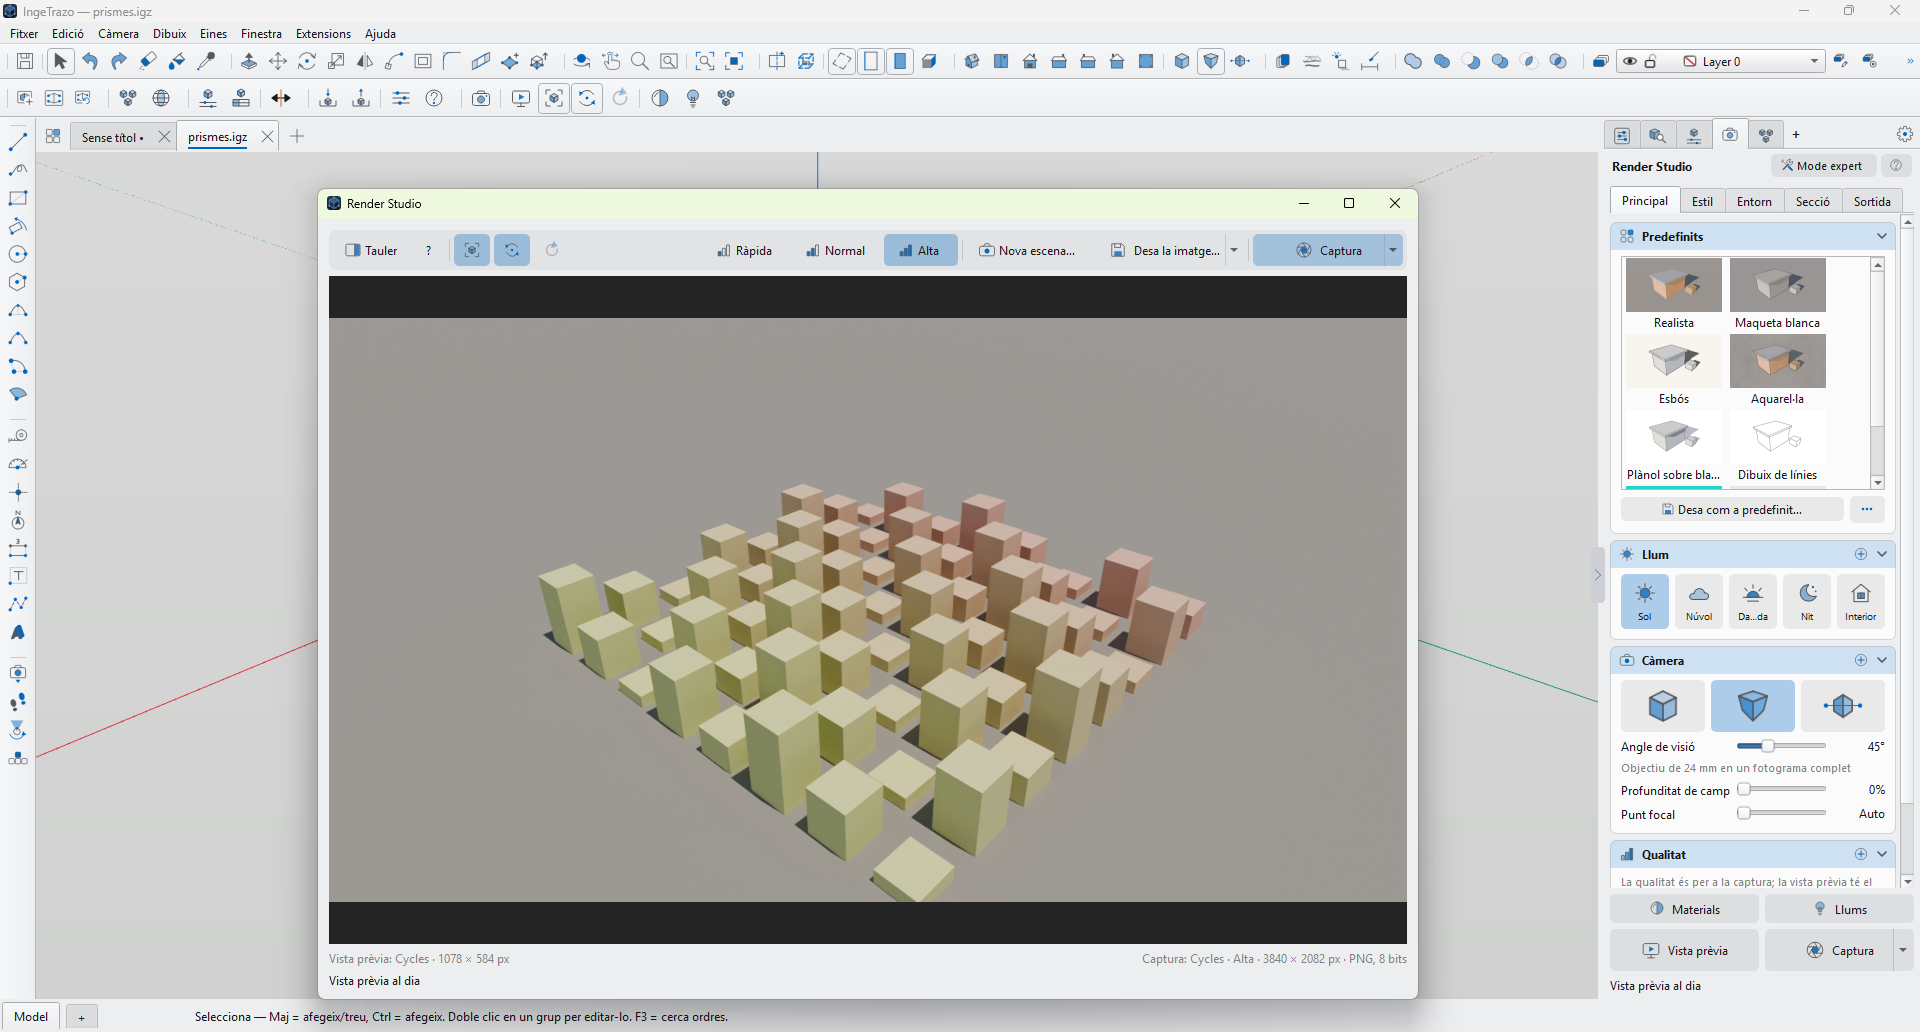 IngeTrazo — prismes.igz
Fitxer Edició Càmera Dibuix Eines Finestra Extensions Ajuda
Layer 0
Sense títol •
prismes.igz
Render Studio
Mode expert
Principal Estil Entorn Secció Sortida
Predefinits
Realista Maqueta blanca
Esbós Aquarel·la
Plànol sobre bla... Dibuix de línies
Desa com a predefinit...
Llum
Sol Núvol Da...da Nit Interior
Càmera
Angle de visió 45°
Objectiu de 24 mm en un fotograma complet
Profunditat de camp 0%
Punt focal Auto
Qualitat
La qualitat és per a la captura; la vista prèvia té el
Materials Llums
Vista prèvia Captura
Vista prèvia al dia
Render Studio
Tauler ? Ràpida Normal Alta Nova escena... Desa la imatge... Captura
Vista prèvia: Cycles · 1078 × 584 px
Captura: Cycles · Alta · 3840 × 2082 px · PNG, 8 bits
Vista prèvia al dia
N
3
T
Model +
Selecciona — Maj = afegeix/treu, Ctrl = afegeix. Doble clic en un grup per editar-lo. F3 = cerca ordres.